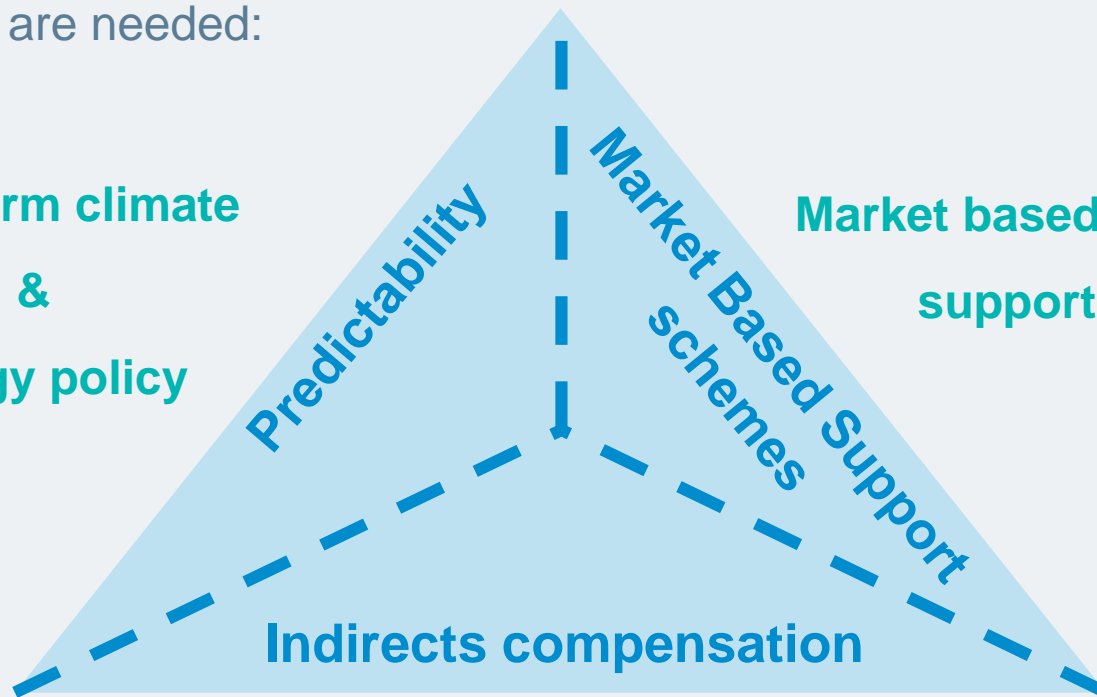 are needed:
rm climate
&
gy policy
Predictability
Market Based Support
schemes
Market based
support
Indirects compensation